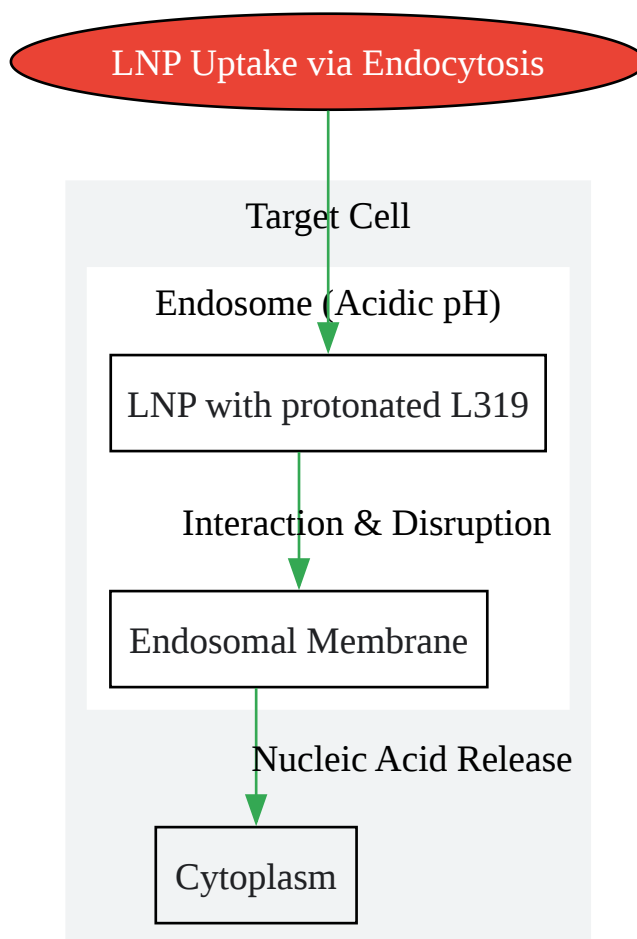 LNP Uptake via Endocytosis
Target Cell
Endosome (Acidic pH)
LNP with protonated L319
Interaction & Disruption
Endosomal Membrane
Nucleic Acid Release
Cytoplasm